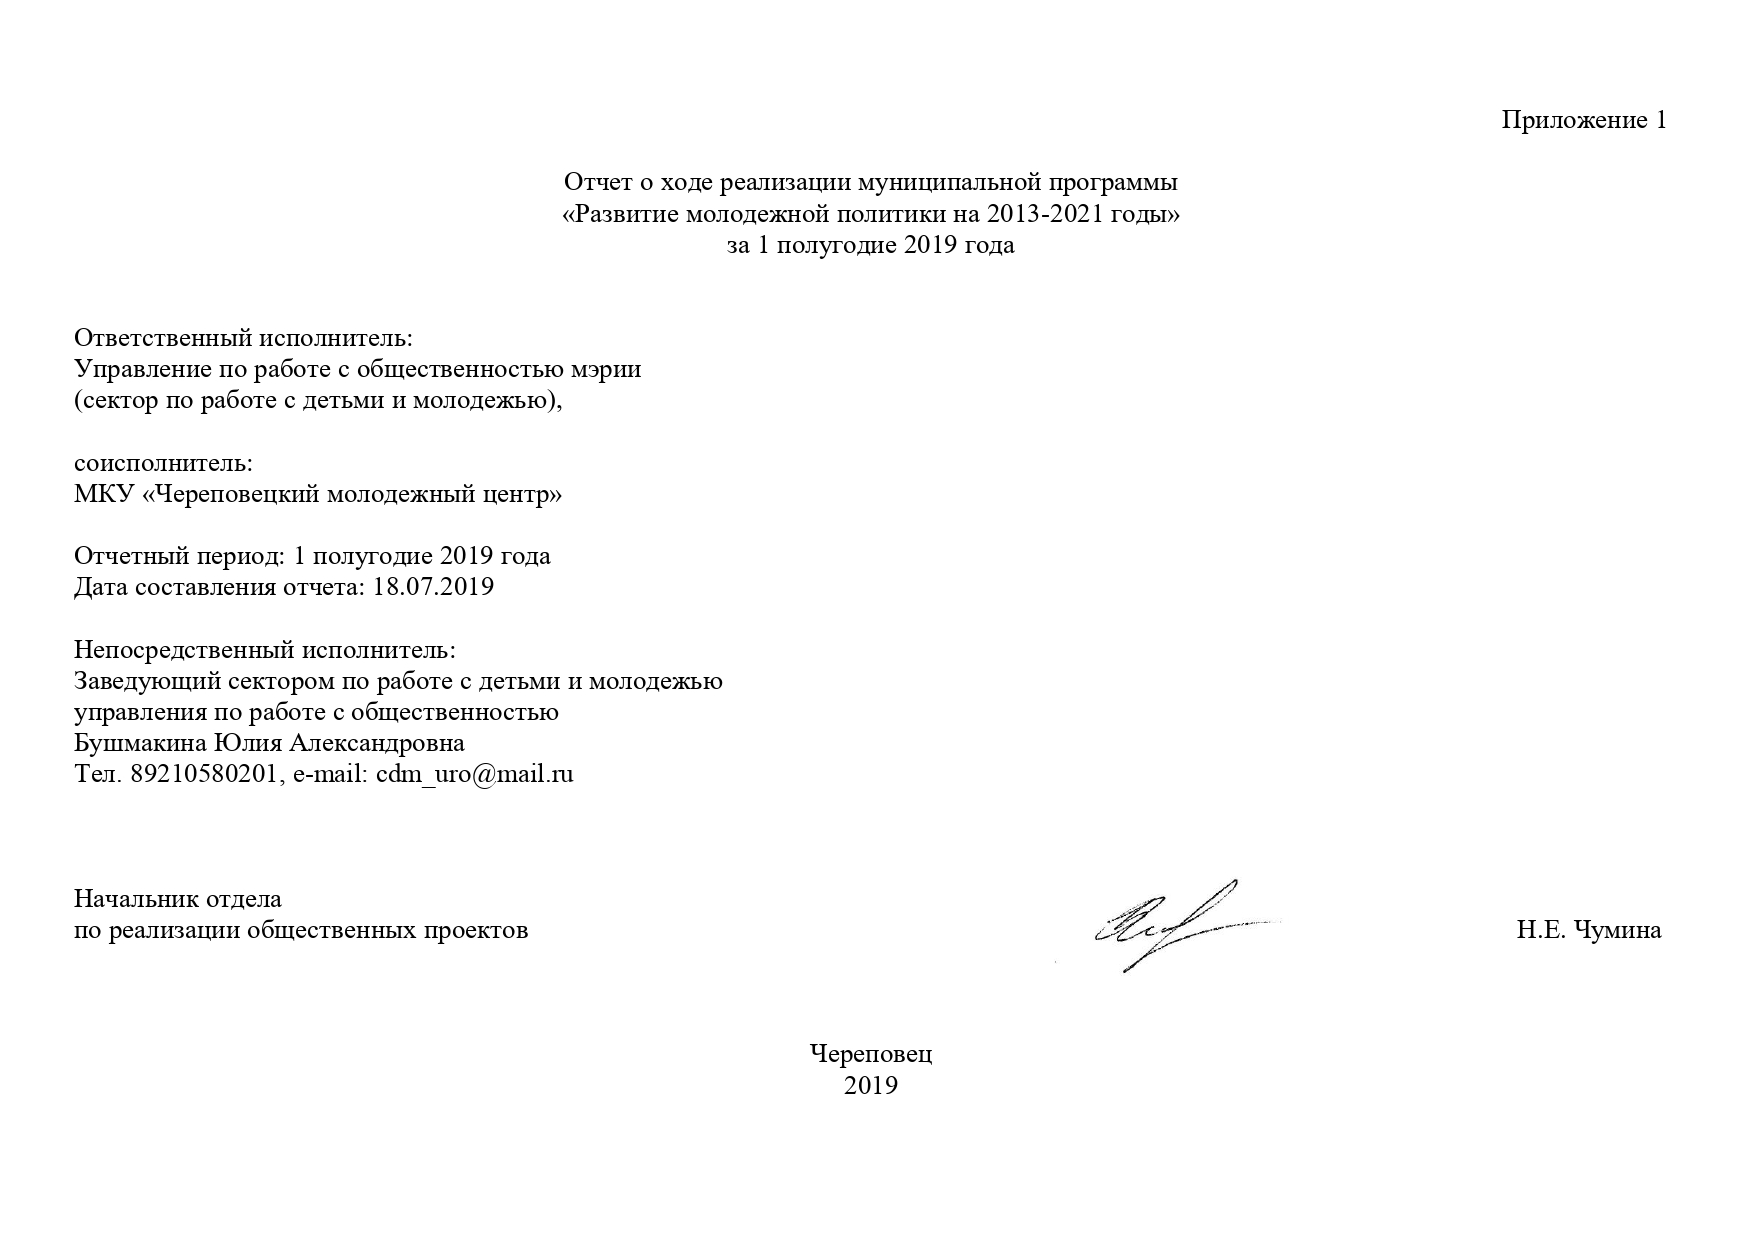 Приложение 1
Отчет о ходе реализации муниципальной программы
«Развитие молодежной политики на 2013-2021 годы»
за 1 полугодие 2019 года
Ответственный исполнитель:
Управление по работе с общественностью мэрии
(сектор по работе с детьми и молодежью),
соисполнитель:
МКУ «Череповецкий молодежный центр»
Отчетный период: 1 полугодие 2019 года
Дата составления отчета: 18.07.2019
Непосредственный исполнитель:
Заведующий сектором по работе с детьми и молодежью
управления по работе с общественностью
Бушмакина Юлия Александровна
Тел. 89210580201, e-mail: cdm_uro@mail.ru
Начальник отдела
по реализации общественных проектов Н.Е. Чумина
Череповец
2019